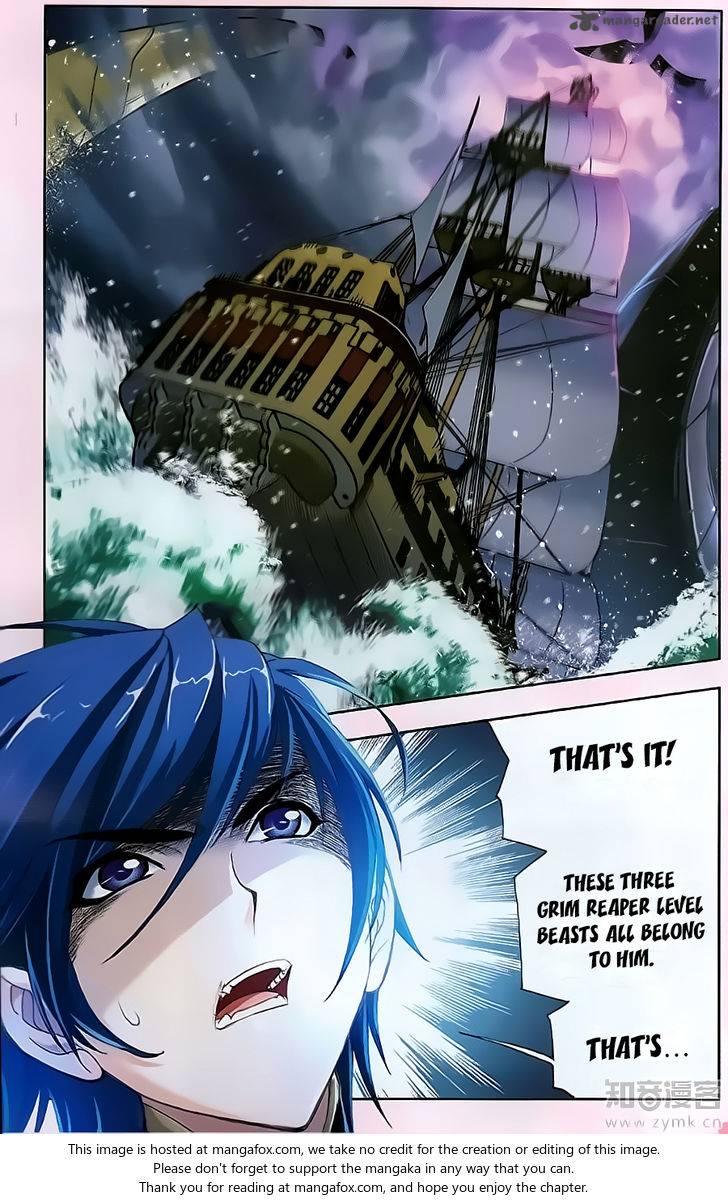 mangareader.net
THAT'S IT!
THESE THREE
GRIM REAPER LEVEL
BEASTS ALL BELONG
TO HIM.
THAT'S...
知音漫客
www.zymk.cn
This image is hosted at mangafox.com, we take no credit for the creation or editing of this image.
Please don't forget to support the mangaka in any way that you can.
Thank you for reading at mangafox.com, and hope you enjoy the chapter.